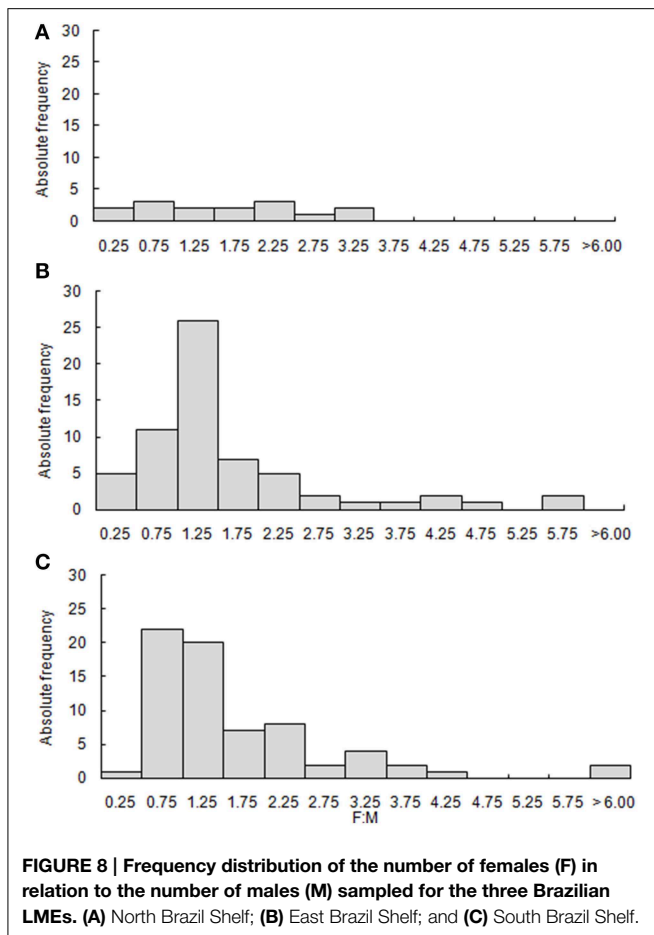 A
30
25
20
15
10
5
0
Absolute frequency
0.25 0.75 1.25 1.75 2.25 2.75 3.25 3.75 4.25 4.75 5.25 5.75 >6.00
B
30
25
20
15
10
5
0
Absolute frequency
0.25 0.75 1.25 1.75 2.25 2.75 3.25 3.75 4.25 4.75 5.25 5.75 >6.00
C
30
25
20
15
10
5
0
Absolute frequency
0.25 0.75 1.25 1.75 2.25 2.75 3.25 3.75 4.25 4.75 5.25 5.75 >6.00
F:M
FIGURE 8 | Frequency distribution of the number of females (F) in
relation to the number of males (M) sampled for the three Brazilian
LMEs. (A) North Brazil Shelf; (B) East Brazil Shelf; and (C) South Brazil Shelf.